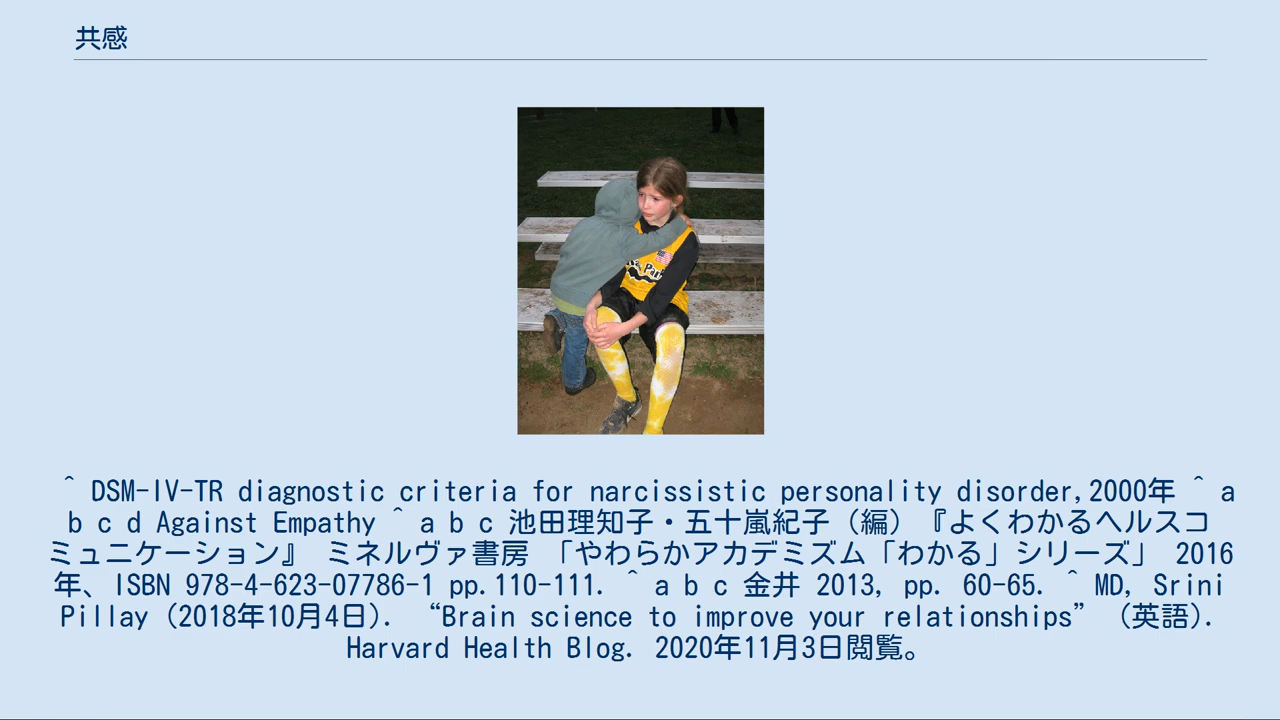 共感
^ DSM-IV-TR diagnostic criteria for narcissistic personality disorder,2000年 ^ a
b c d Against Empathy ^ a b c 池田理知子・五十嵐紀子（編）『よくわかるヘルスコ
ミュニケーション』 ミネルヴァ書房 「やわらかアカデミズム「わかる」シリーズ」 2016
年、ISBN 978-4-623-07786-1 pp.110-111. ^ a b c 金井 2013, pp. 60-65. ^ MD, Srini
Pillay (2018年10月4日). “Brain science to improve your relationships” （英語）.
Harvard Health Blog. 2020年11月3日閲覧。